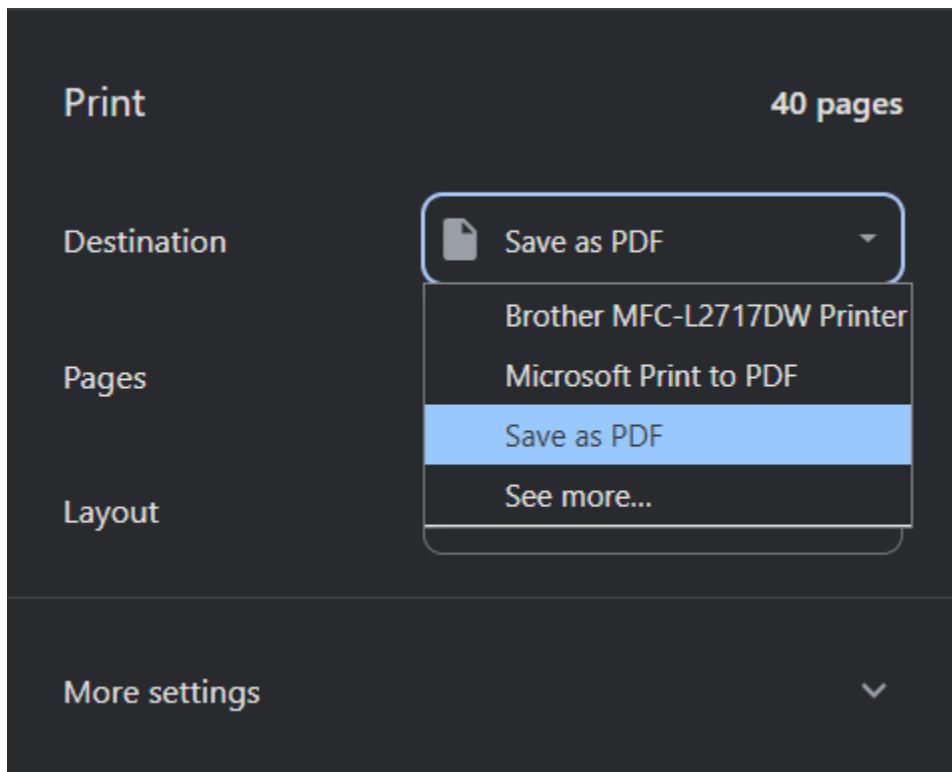 Print 40 pages
Destination Save as PDF
Brother MFC-L2717DW Printer
Microsoft Print to PDF
Pages
Save as PDF
See more...
Layout
More settings